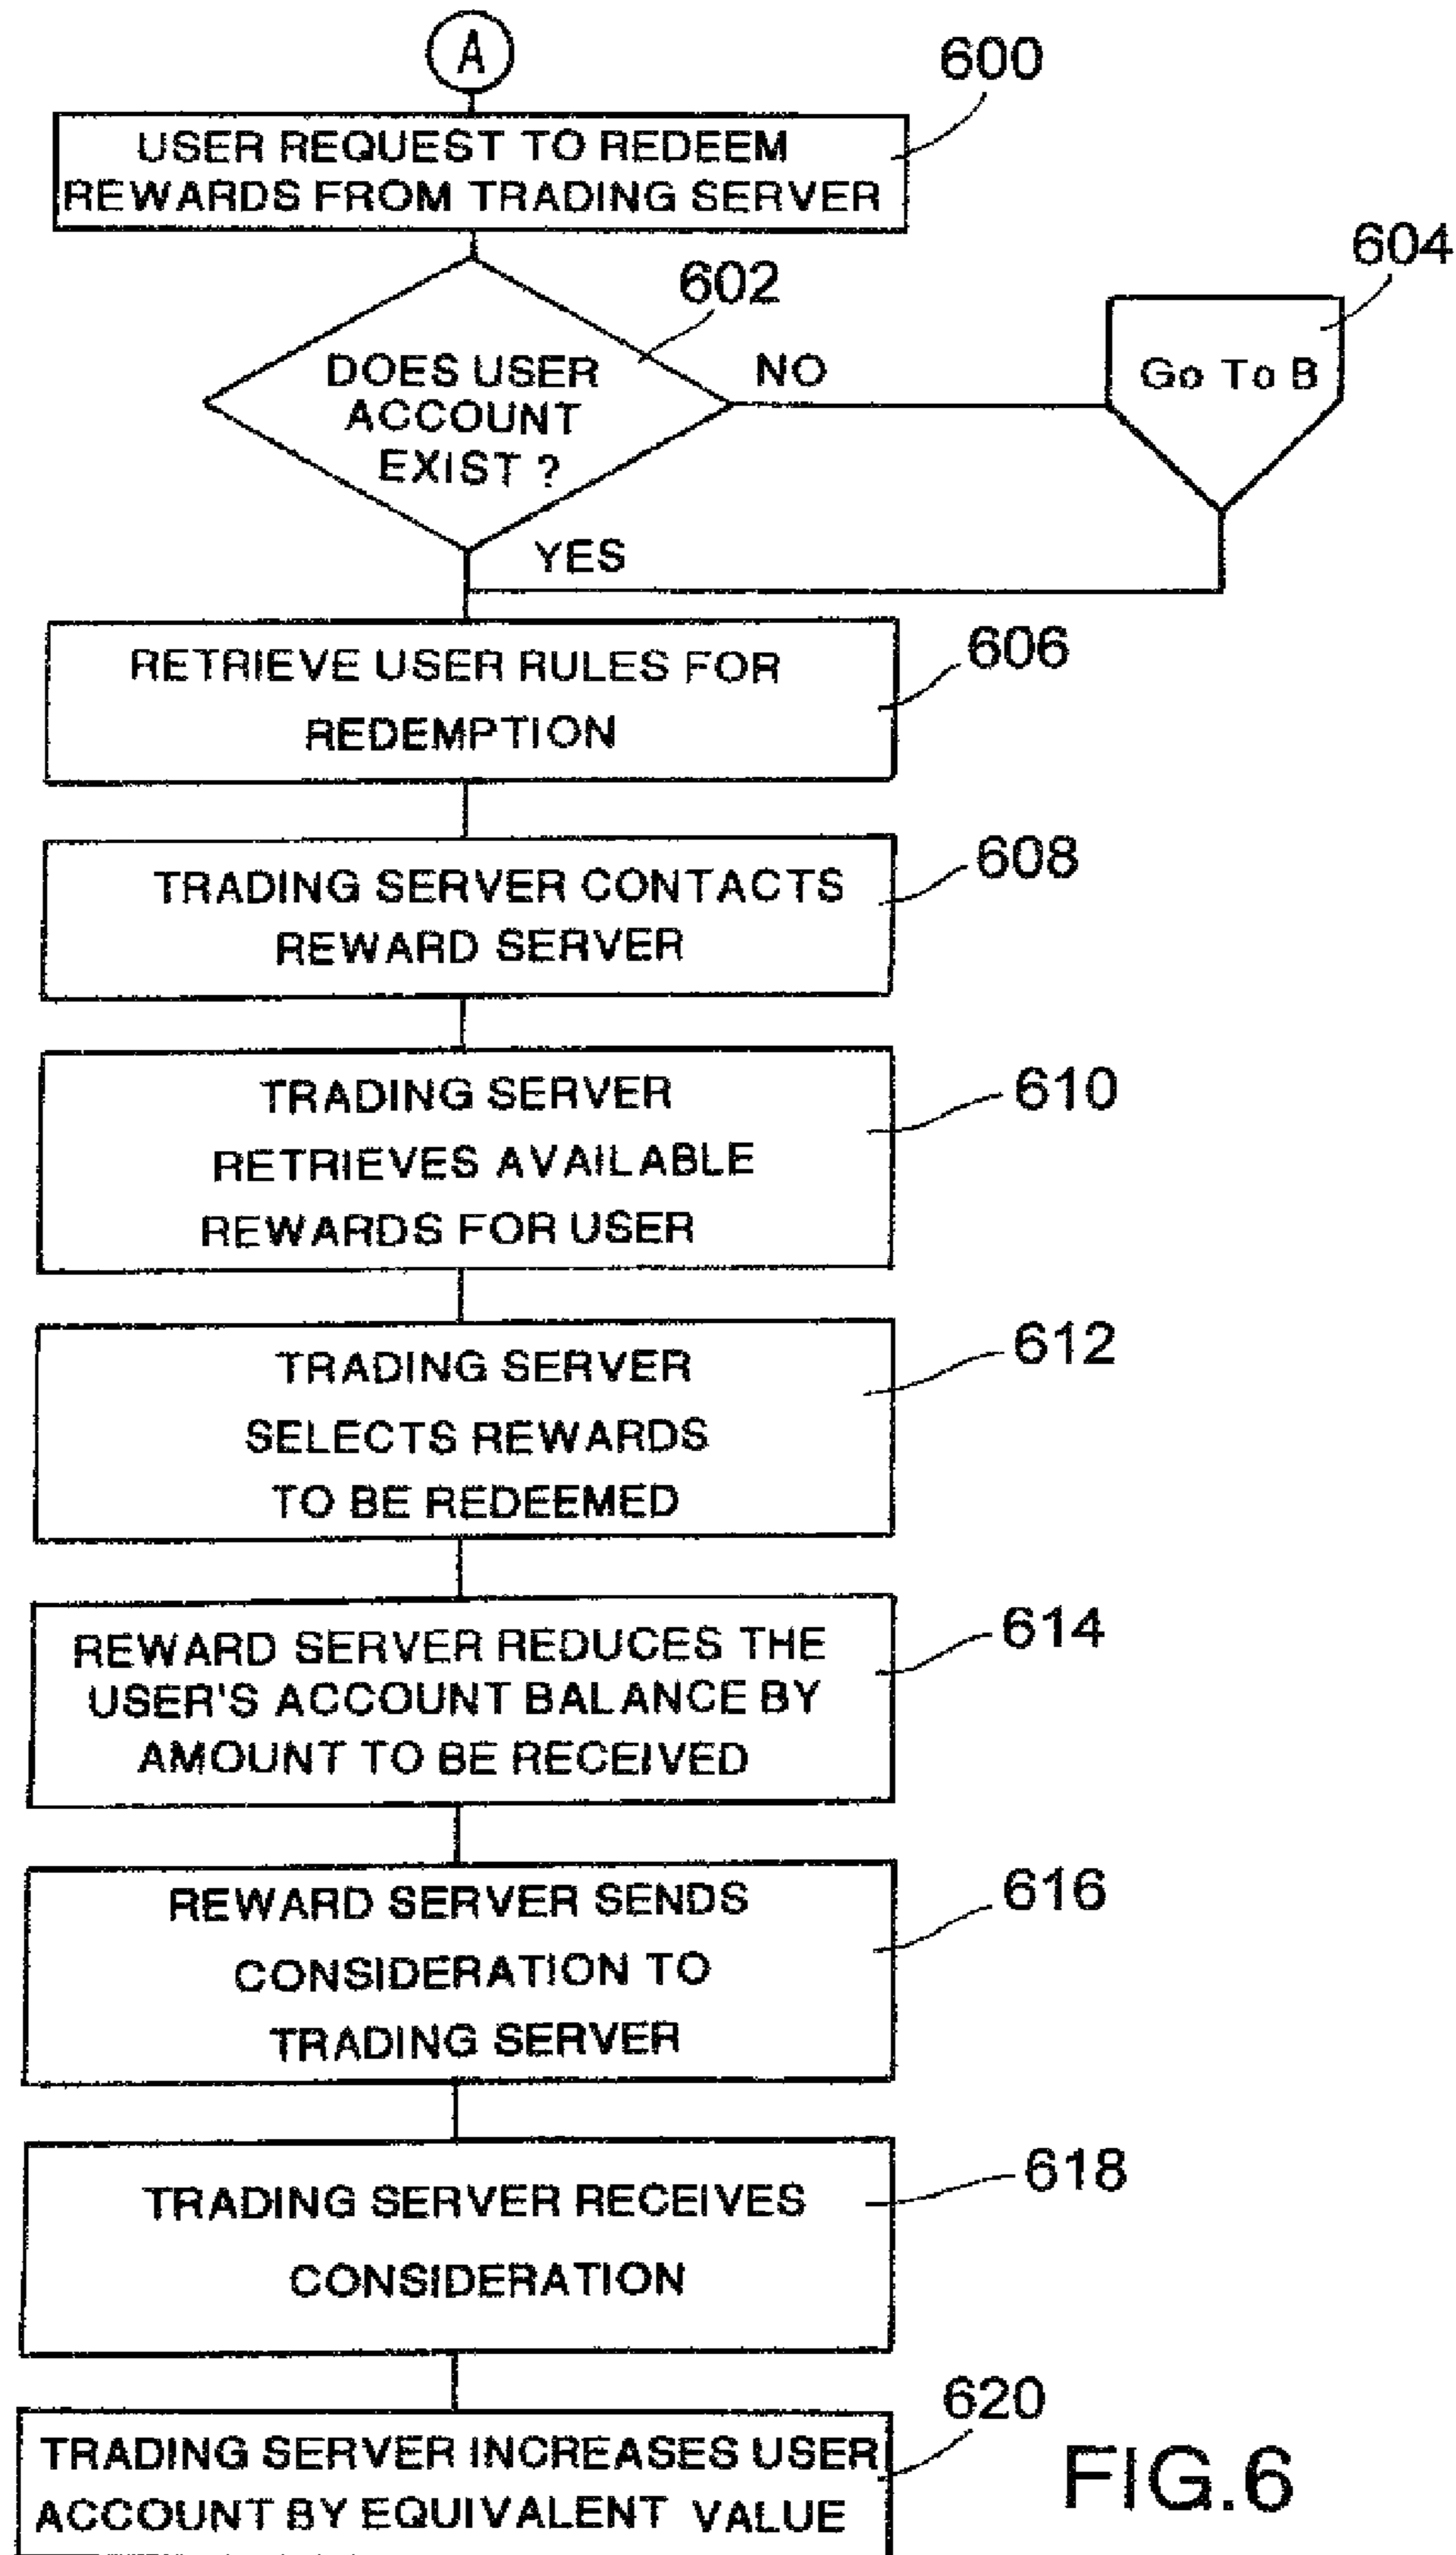 A
600
USER REQUEST TO REDEEM
REWARDS FROM TRADING SERVER
602
604
DOES USER
ACCOUNT
EXIST ?
NO
Go To B
YES
606
RETRIEVE USER RULES FOR
REDEMPTION
608
TRADING SERVER CONTACTS
REWARD SERVER
610
TRADING SERVER
RETRIEVES AVAILABLE
REWARDS FOR USER
612
TRADING SERVER
SELECTS REWARDS
TO BE REDEEMED
614
REWARD SERVER REDUCES THE
USER'S ACCOUNT BALANCE BY
AMOUNT TO BE RECEIVED
616
REWARD SERVER SENDS
CONSIDERATION TO
TRADING SERVER
618
TRADING SERVER RECEIVES
CONSIDERATION
620
TRADING SERVER INCREASES USER
ACCOUNT BY EQUIVALENT VALUE
FIG.6